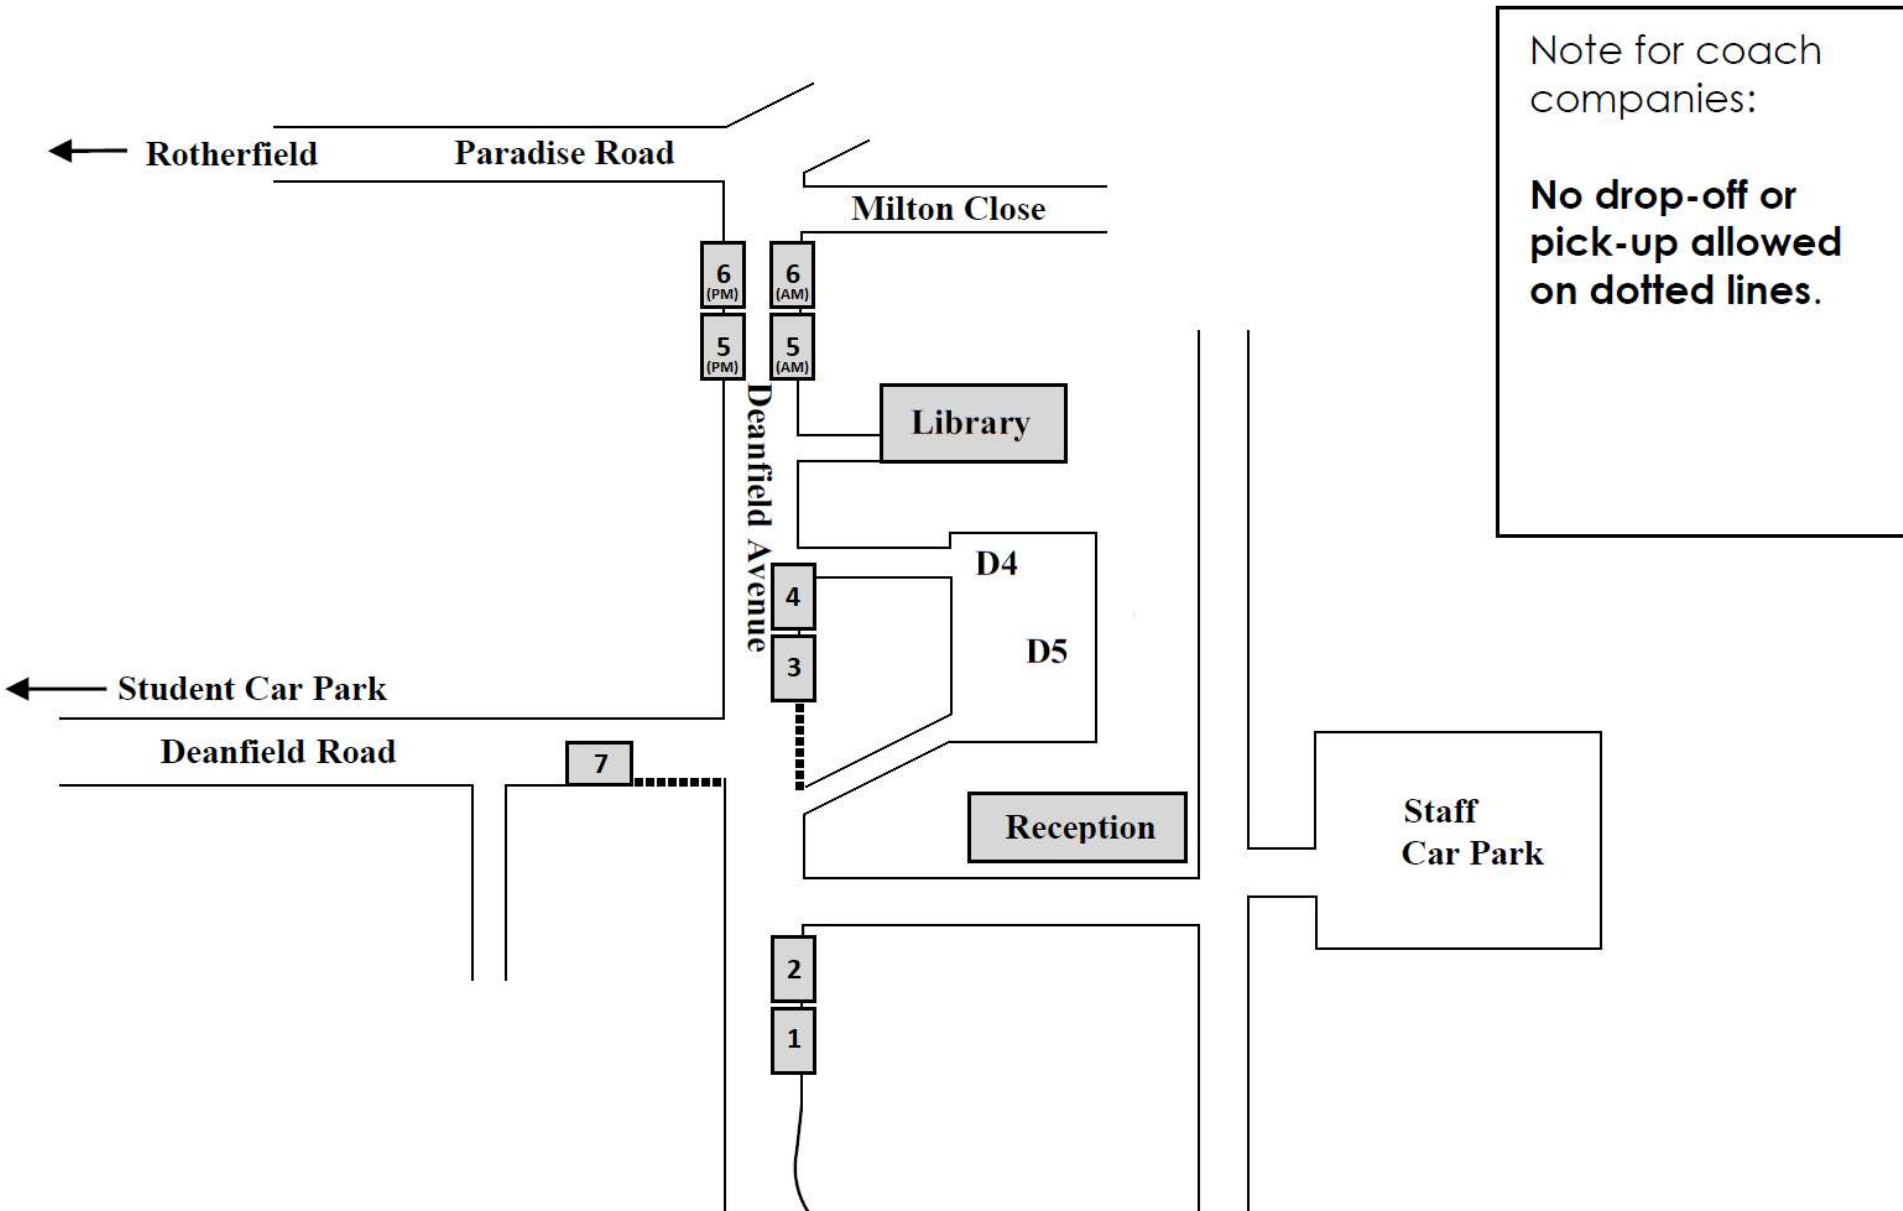 Note for coach
companies:
No drop-off or
pick-up allowed
on dotted lines.
Rotherfield
Paradise Road
Milton Close
6
(PM)
6
(AM)
5
(PM)
5
(AM)
Deanfield Avenue
Library
D4
4
D5
3
Student Car Park
Deanfield Road
7
Reception
Staff
Car Park
2
1